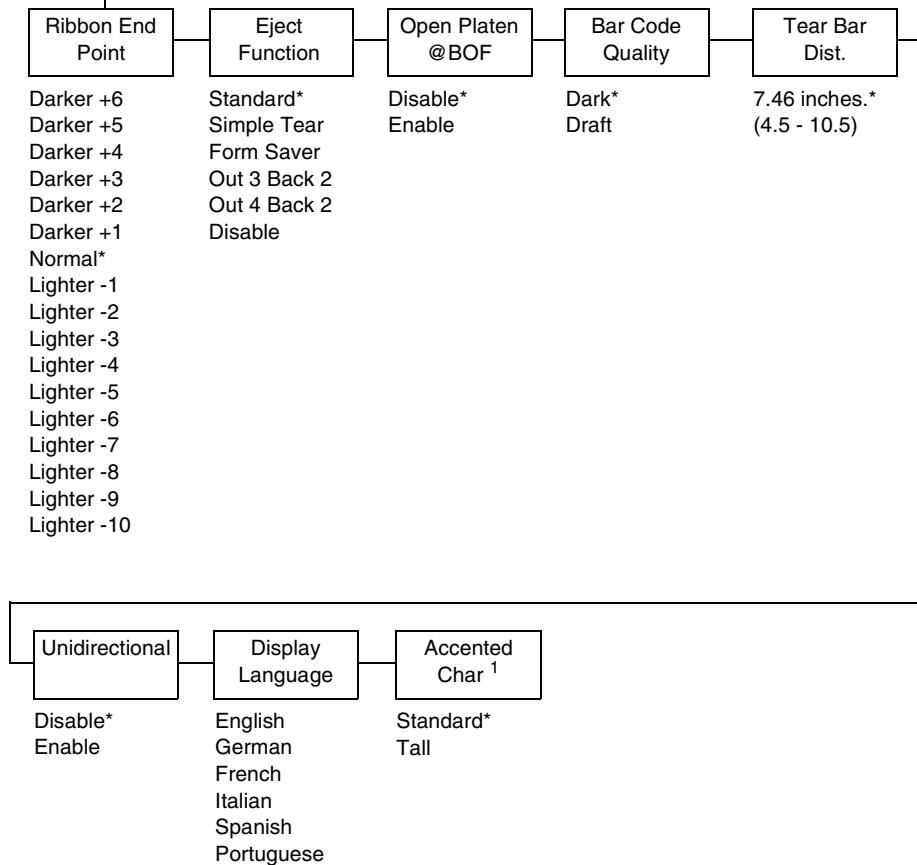 Ribbon End
Point
Eject
Function
Open Platen
@BOF
Bar Code
Quality
Tear Bar
Dist.
Darker +6
Darker +5
Darker +4
Darker +3
Darker +2
Darker +1
Normal*
Lighter -1
Lighter -2
Lighter -3
Lighter -4
Lighter -5
Lighter -6
Lighter -7
Lighter -8
Lighter -9
Lighter -10
Standard*
Simple Tear
Form Saver
Out 3 Back 2
Out 4 Back 2
Disable
Disable*
Enable
Dark*
Draft
7.46 inches.*
(4.5 - 10.5)
Unidirectional
Display
Language
Accented
Char 1
Disable*
Enable
English
German
French
Italian
Spanish
Portuguese
Standard*
Tall